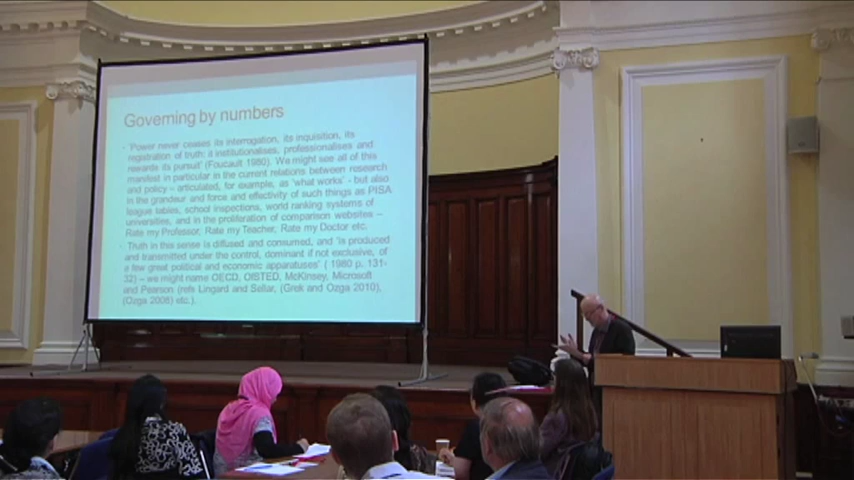 Governing by numbers
- 'Power never ceases its interrogation, its inquisition, its
registration of truth: it institutionalises, professionalises and
rewards its pursuit' (Foucault 1980). We might see all of this
manifest in particular in the current relations between research
and policy – articulated, for example, as 'what works' - but also
in the grandeur and force and effectivity of such things as PISA
league tables, school inspections, world ranking systems of
universities, and in the proliferation of comparison websites –
Rate my Professor, Rate my Teacher, Rate my Doctor etc.
- Truth in this sense is diffused and consumed, and 'is produced
and transmitted under the control, dominant if not exclusive, of
a few great political and economic apparatuses' ( 1980 p. 131-
32) – we might name OECD, OfSTED, McKinsey, Microsoft
and Pearson (refs Lingard and Sellar, (Grek and Ozga 2010),
(Ozga 2008) etc.).